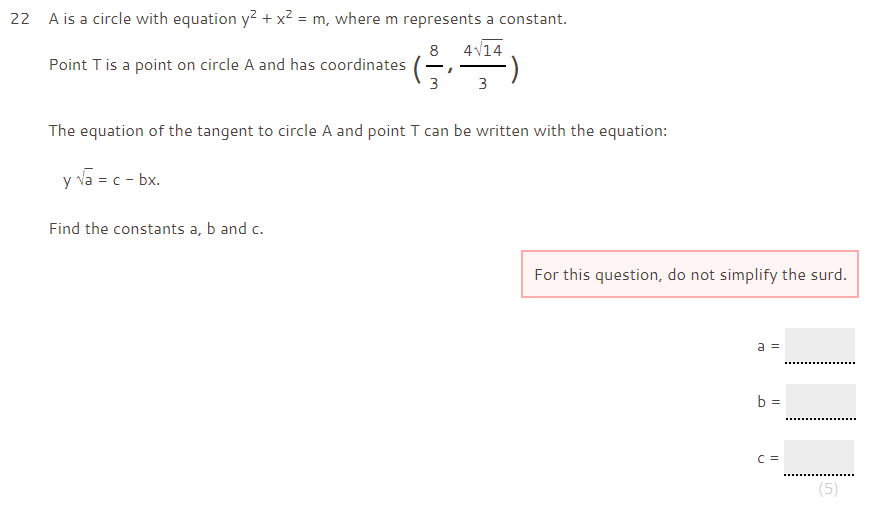 22 A is a circle with equation y² + x² = m, where m represents a constant.
Point T is a point on circle A and has coordinates (8/3, 4√14/3)
The equation of the tangent to circle A and point T can be written with the equation:
y √a = c - bx.
Find the constants a, b and c.
For this question, do not simplify the surd.
a =
b =
c =
(5)